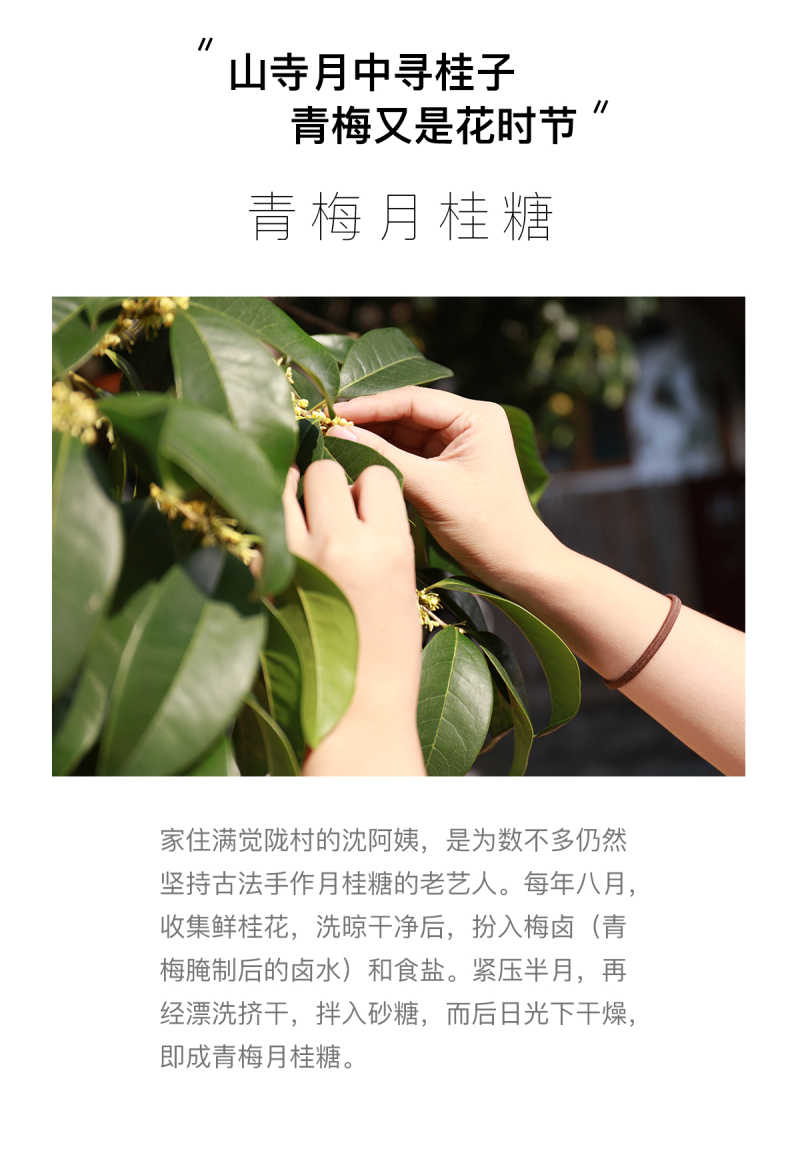 "山寺月中寻桂子
青梅又是花时节"
青梅月桂糖
家住满觉陇村的沈阿姨，是为数不多仍然
坚持古法手作月桂糖的老艺人。每年八月，
收集鲜桂花，洗晾干净后，扮入梅卤（青
梅腌制后的卤水）和食盐。紧压半月，再
经漂洗挤干，拌入砂糖，而后日光下干燥，
即成青梅月桂糖。